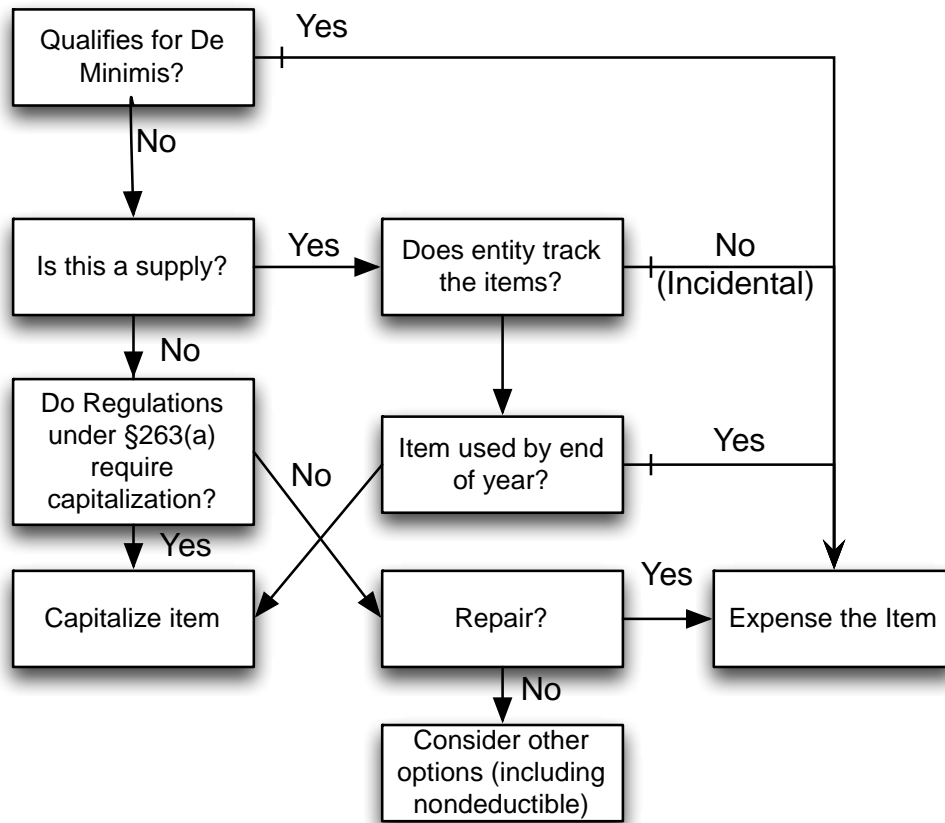 Qualifies for De
Minimis?
Yes
No
Is this a supply?
Yes
Does entity track
the items?
No
(Incidental)
No
Do Regulations
under §263(a)
require
capitalization?
No
Item used by end
of year?
Yes
Yes
Capitalize item
Repair?
Yes
Expense the Item
No
Consider other
options (including
nondeductible)